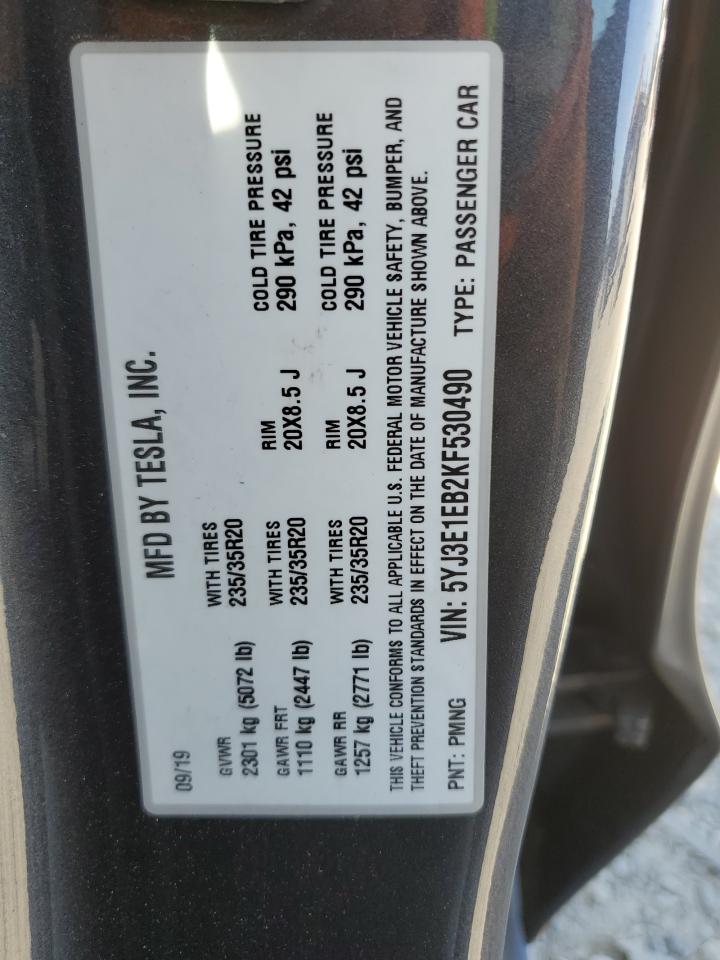 MFD BY TESLA, INC.
09/19
GVWR WITH TIRES
2301 kg (5072 lb) 235/35R20
GAWR FRT WITH TIRES RIM COLD TIRE PRESSURE
1110 kg (2447 lb) 235/35R20 20X8.5 J 290 kPa, 42 psi
GAWR RR WITH TIRES RIM COLD TIRE PRESSURE
1257 kg (2771 lb) 235/35R20 20X8.5 J 290 kPa, 42 psi
THIS VEHICLE CONFORMS TO ALL APPLICABLE U.S. FEDERAL MOTOR VEHICLE SAFETY, BUMPER, AND
THEFT PREVENTION STANDARDS IN EFFECT ON THE DATE OF MANUFACTURE SHOWN ABOVE.
PNT: PMNG VIN: 5YJ3E1EB2KF530490 TYPE: PASSENGER CAR